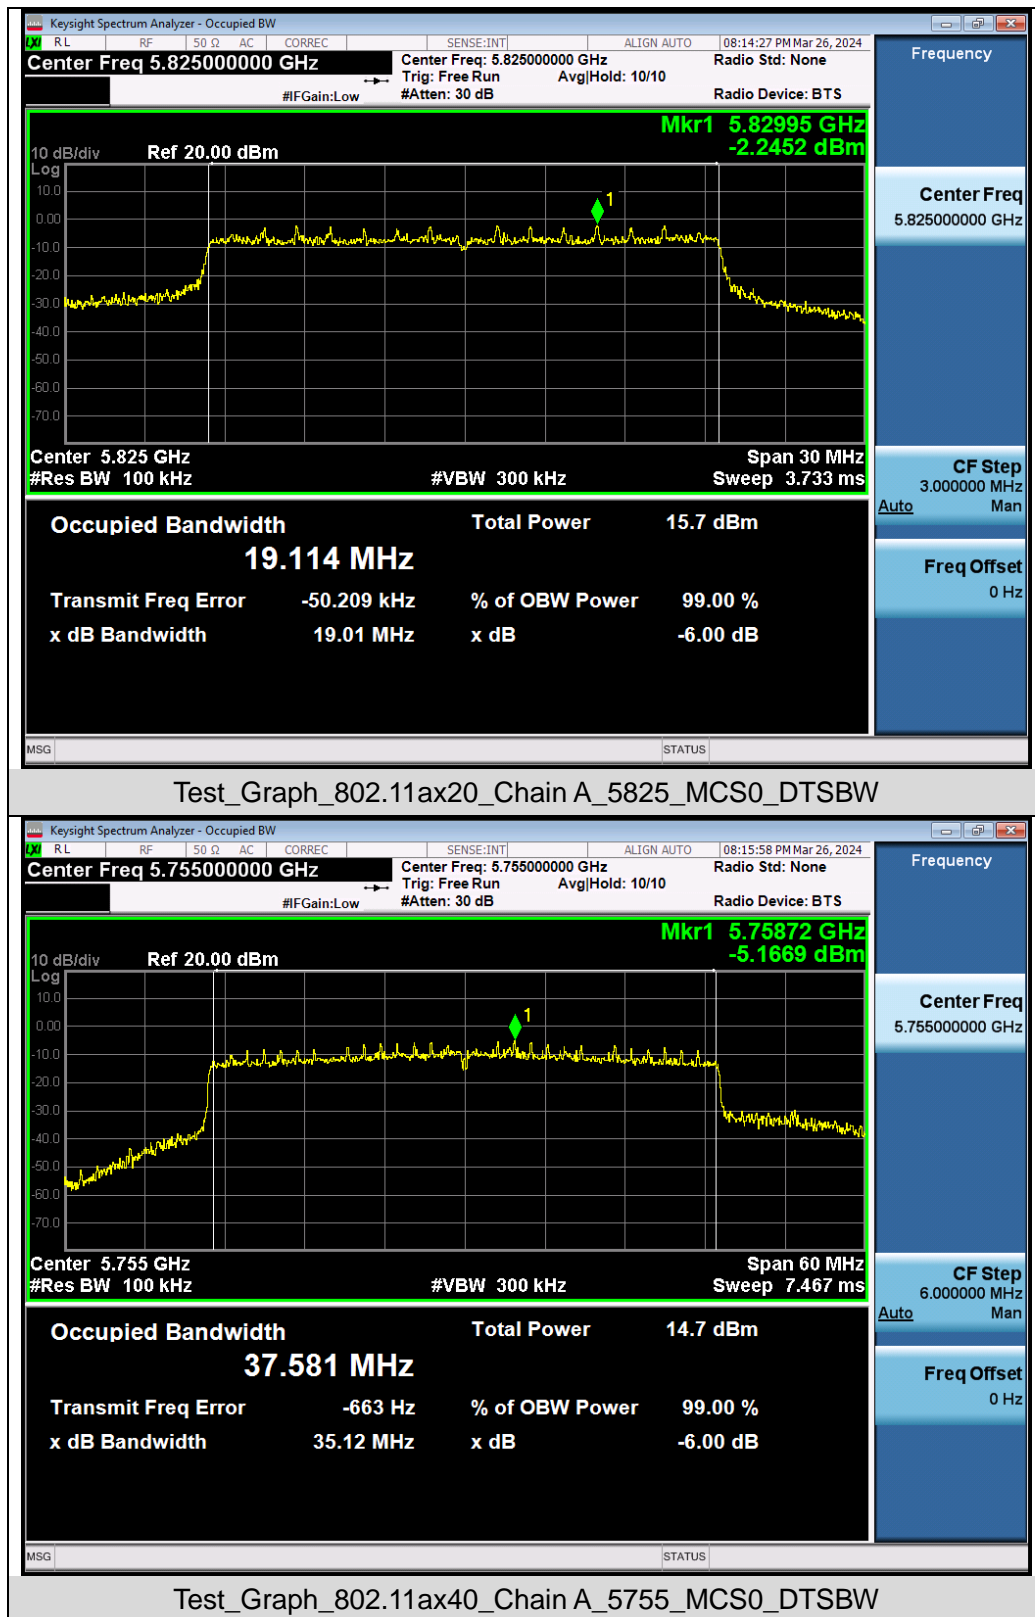 Keysight Spectrum Analyzer - Occupied BW
LXI RL RF 50 Ω AC CORREC SENSE:INT ALIGN AUTO 08:14:27 PM Mar 26, 2024
Center Freq 5.825000000 GHz
Center Freq: 5.825000000 GHz Radio Std: None
Trig: Free Run Avg|Hold: 10/10
#IFGain:Low #Atten: 30 dB Radio Device: BTS
Frequency
Mkr1 5.82995 GHz
-2.2452 dBm
10 dB/div Ref 20.00 dBm
Log
10.0
0.00
-10.0
-20.0
-30.0
-40.0
-50.0
-60.0
-70.0
1
Center 5.825 GHz Span 30 MHz
#Res BW 100 kHz #VBW 300 kHz Sweep 3.733 ms
Center Freq
5.825000000 GHz
CF Step
3.000000 MHz
Auto Man
Freq Offset
0 Hz
Occupied Bandwidth Total Power 15.7 dBm
19.114 MHz
Transmit Freq Error -50.209 kHz % of OBW Power 99.00 %
x dB Bandwidth 19.01 MHz x dB -6.00 dB
MSG STATUS
Test_Graph_802.11ax20_Chain A_5825_MCS0_DTSBW
Keysight Spectrum Analyzer - Occupied BW
LXI RL RF 50 Ω AC CORREC SENSE:INT ALIGN AUTO 08:15:58 PM Mar 26, 2024
Center Freq 5.755000000 GHz
Center Freq: 5.755000000 GHz Radio Std: None
Trig: Free Run Avg|Hold: 10/10
#IFGain:Low #Atten: 30 dB Radio Device: BTS
Frequency
Mkr1 5.75872 GHz
-5.1669 dBm
10 dB/div Ref 20.00 dBm
Log
10.0
0.00
-10.0
-20.0
-30.0
-40.0
-50.0
-60.0
-70.0
1
Center 5.755 GHz Span 60 MHz
#Res BW 100 kHz #VBW 300 kHz Sweep 7.467 ms
Center Freq
5.755000000 GHz
CF Step
6.000000 MHz
Auto Man
Freq Offset
0 Hz
Occupied Bandwidth Total Power 14.7 dBm
37.581 MHz
Transmit Freq Error -663 Hz % of OBW Power 99.00 %
x dB Bandwidth 35.12 MHz x dB -6.00 dB
MSG STATUS
Test_Graph_802.11ax40_Chain A_5755_MCS0_DTSBW